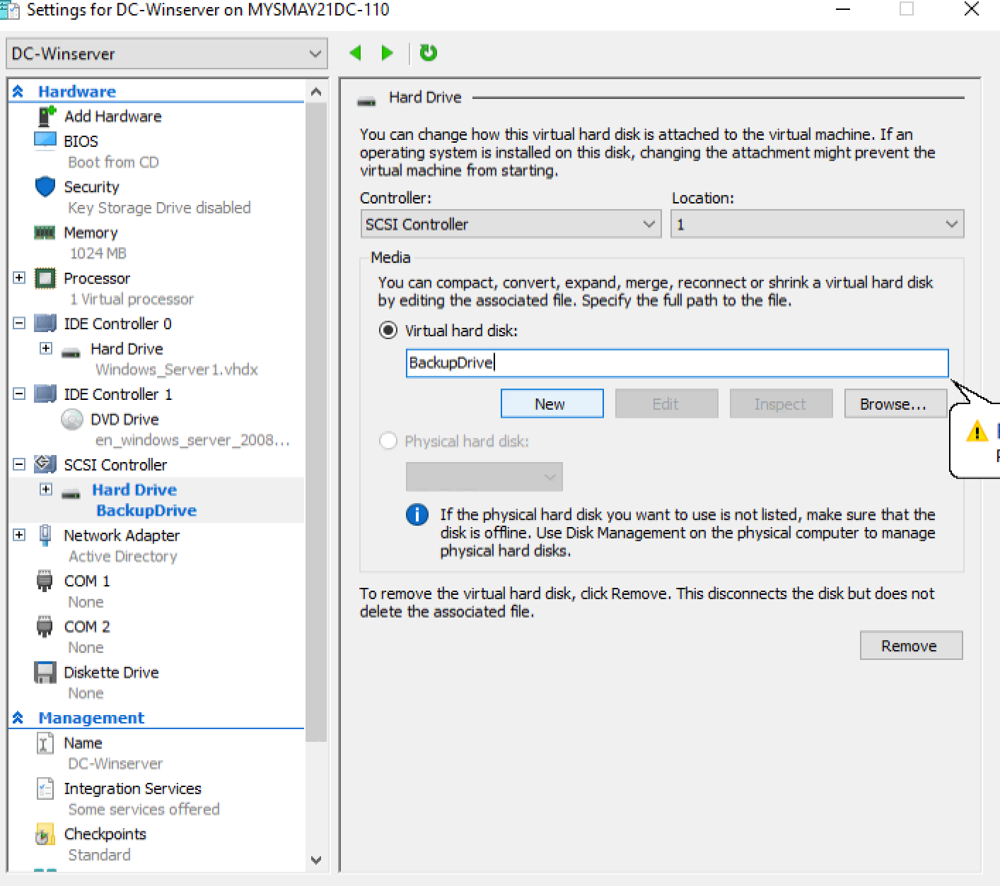 Settings for DC-Winserver on MYSMAY21DC-110
DC-Winserver
Hardware
Add Hardware
BIOS
Boot from CD
Security
Key Storage Drive disabled
Memory
1024 MB
Processor
1 Virtual processor
IDE Controller 0
Hard Drive
Windows_Server1.vhdx
IDE Controller 1
DVD Drive
en_windows_server_2008...
SCSI Controller
Hard Drive
BackupDrive
Network Adapter
Active Directory
COM 1
None
COM 2
None
Diskette Drive
None
Management
Name
DC-Winserver
Integration Services
Some services offered
Checkpoints
Standard
Hard Drive
You can change how this virtual hard disk is attached to the virtual machine. If an
operating system is installed on this disk, changing the attachment might prevent the
virtual machine from starting.
Controller:
Location:
SCSI Controller
1
Media
You can compact, convert, expand, merge, reconnect or shrink a virtual hard disk
by editing the associated file. Specify the full path to the file.
Virtual hard disk:
BackupDrive
New
Edit
Inspect
Browse...
Physical hard disk:
If the physical hard disk you want to use is not listed, make sure that the
disk is offline. Use Disk Management on the physical computer to manage
physical hard disks.
To remove the virtual hard disk, click Remove. This disconnects the disk but does not
delete the associated file.
Remove